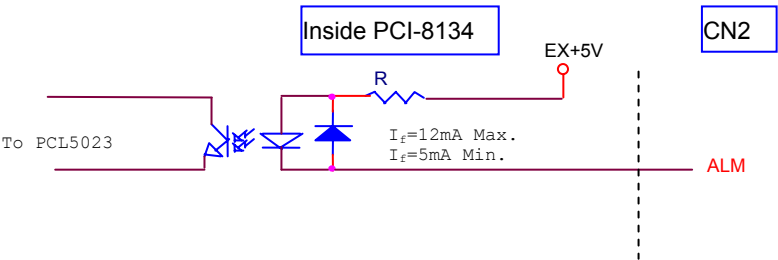 Inside PCI-8134
CN2
EX+5V
R
To PCL5023
If=12mA Max.
If=5mA Min.
ALM